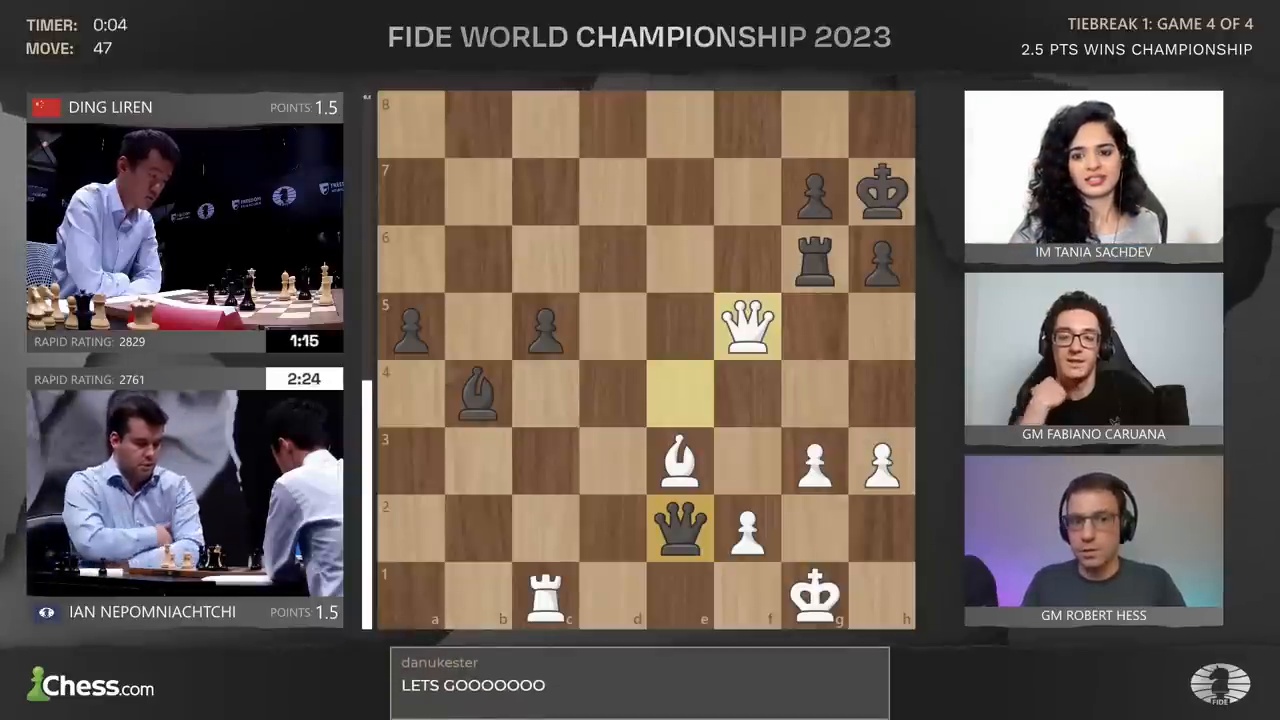 TIMER: 0:04
MOVE: 47
FIDE WORLD CHAMPIONSHIP 2023
TIEBREAK 1: GAME 4 OF 4
2.5 PTS WINS CHAMPIONSHIP
DING LIREN POINTS: 1.5
RAPID RATING: 2829 1:15
RAPID RATING: 2761 2:24
IAN NEPOMNIACHTCHI POINTS: 1.5
8
7
6
5
4
3
2
1
a b c d e f g h
IM TANIA SACHDEV
GM FABIANO CARUANA
GM ROBERT HESS
danukester
LETS GOOOOOOO
Chess.com
FIDE